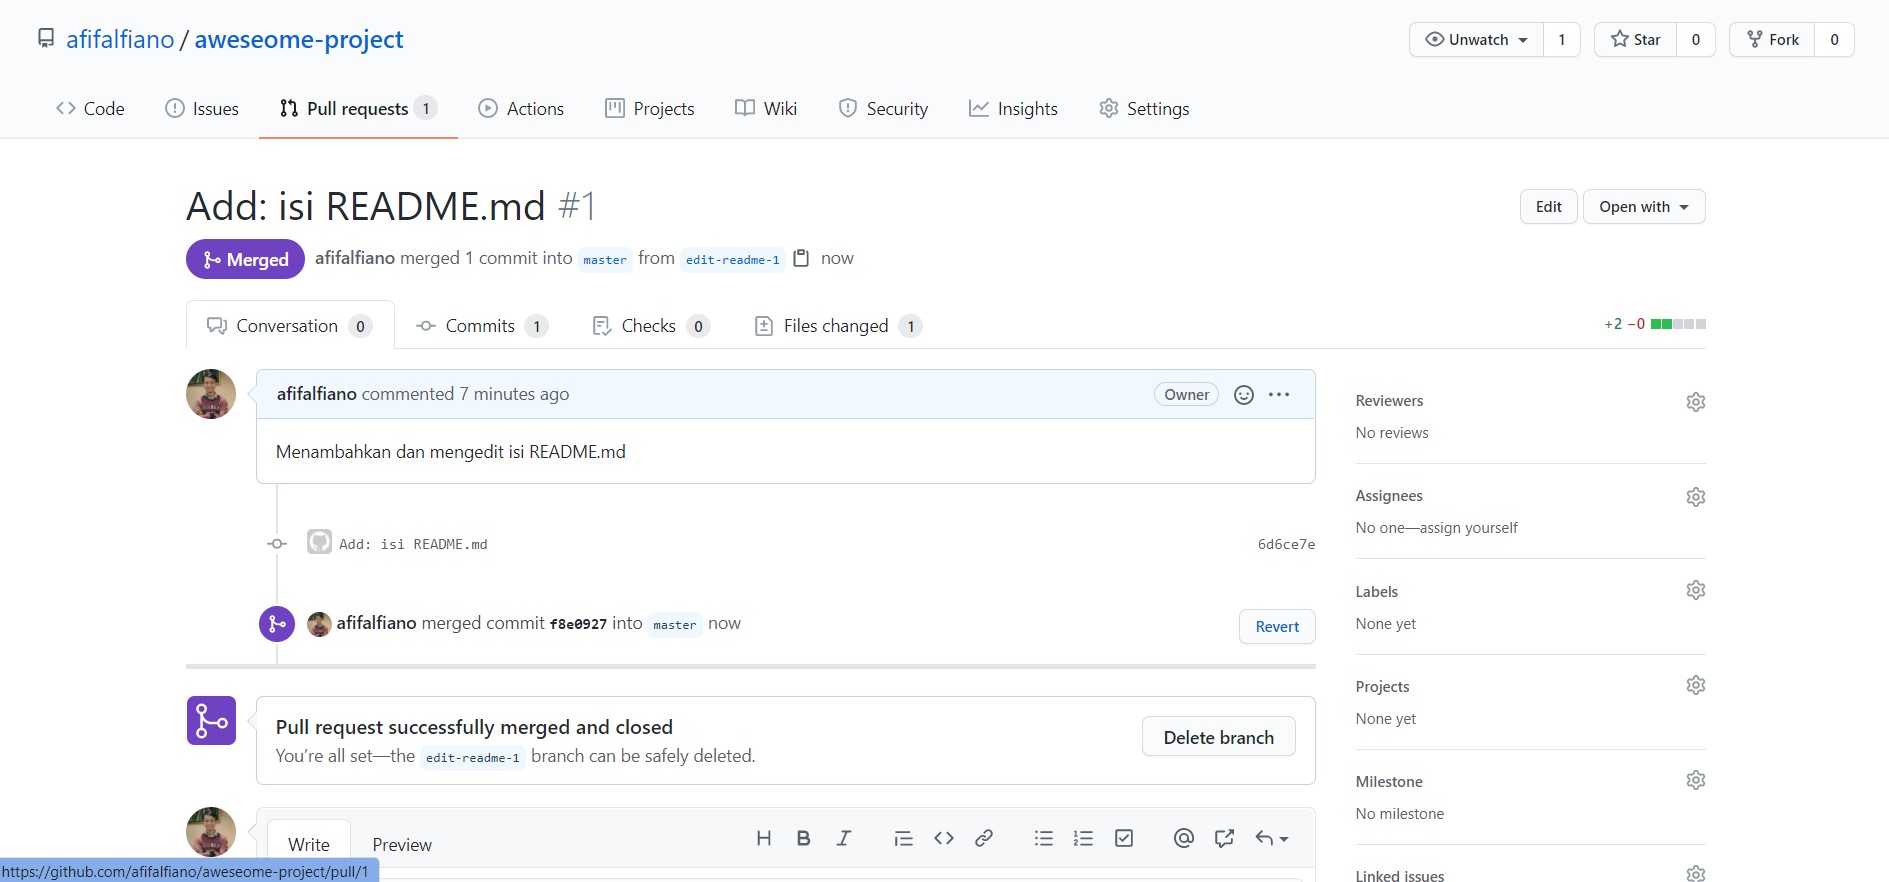 afifalfiano / aweseome-project
Unwatch 1 Star 0 Fork 0
Code Issues Pull requests 1 Actions Projects Wiki Security Insights Settings
Add: isi README.md #1
Edit Open with
Merged afifalfiano merged 1 commit into master from edit-readme-1 now
Conversation 0 Commits 1 Checks 0 Files changed 1
+2 −0
afifalfiano commented 7 minutes ago
Owner
Menambahkan dan mengedit isi README.md
Add: isi README.md 6d6ce7e
afifalfiano merged commit f8e0927 into master now
Revert
Pull request successfully merged and closed
You’re all set—the edit-readme-1 branch can be safely deleted.
Delete branch
Write Preview
Reviewers
No reviews
Assignees
No one—assign yourself
Labels
None yet
Projects
None yet
Milestone
No milestone
Linked issues
https://github.com/afifalfiano/aweseome-project/pull/1